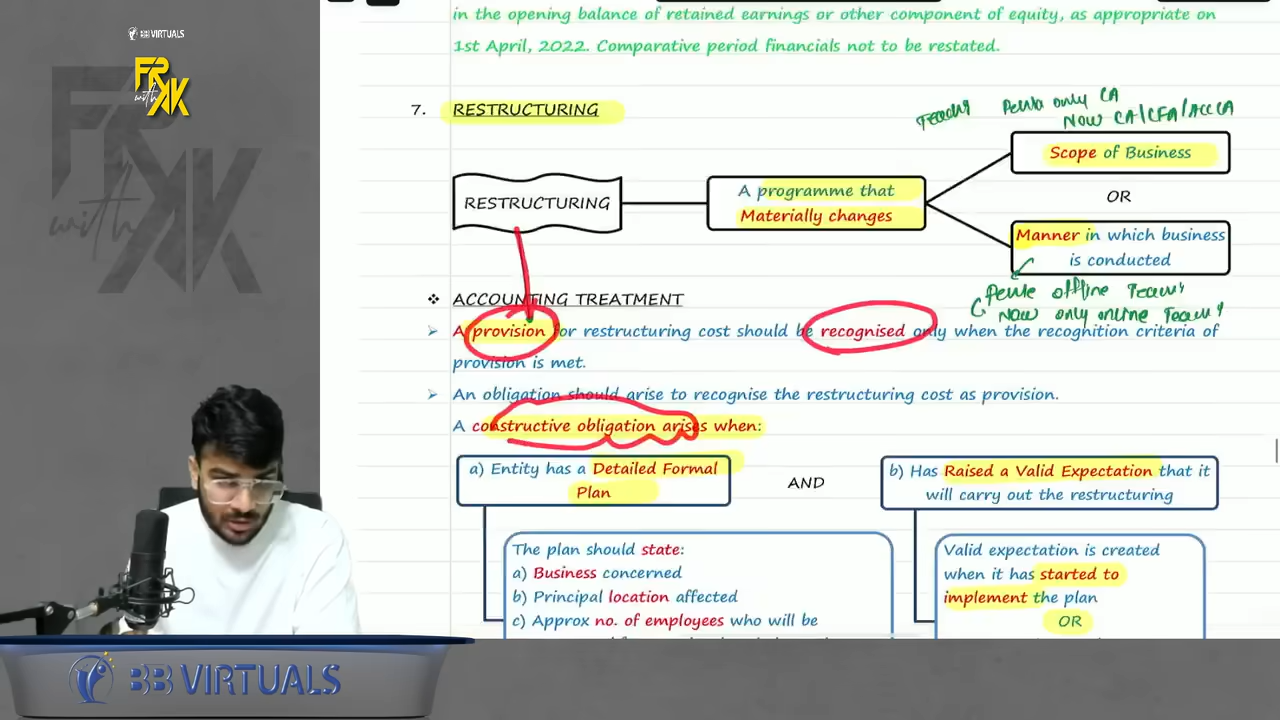 BB VIRTUALS
FR
with
AK
in the opening balance of retained earnings or other component of equity, as appropriate on
1st April, 2022. Comparative period financials not to be restated.
7. RESTRUCTURING
only CA
Now CA/CFA/ACCA
Scope of Business
RESTRUCTURING
A programme that
Materially changes
OR
Manner in which business
is conducted
offline
Now only online
❖ ACCOUNTING TREATMENT
➢ A provision for restructuring cost should be recognised only when the recognition criteria of
provision is met.
➢ An obligation should arise to recognise the restructuring cost as provision.
A constructive obligation arises when:
a) Entity has a Detailed Formal
Plan
AND
b) Has Raised a Valid Expectation that it
will carry out the restructuring
The plan should state:
a) Business concerned
b) Principal location affected
c) Approx no. of employees who will be
Valid expectation is created
when it has started to
implement the plan
OR
BB VIRTUALS